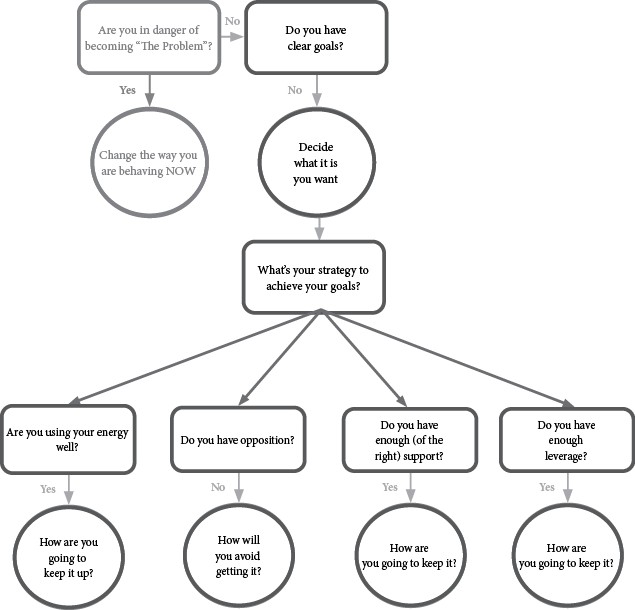 Are you in danger of
becoming “The Problem”?
No
Do you have
clear goals?
Yes
No
Change the way you
are behaving NOW
Decide
what it is
you want
What’s your strategy to
achieve your goals?
Are you using your energy
well?
Do you have opposition?
Do you have
enough (of the
right) support?
Do you have
enough
leverage?
Yes
No
Yes
Yes
How are you
going to
keep it up?
How will
you avoid
getting it?
How are
you going to keep it?
How are
you going to keep it?